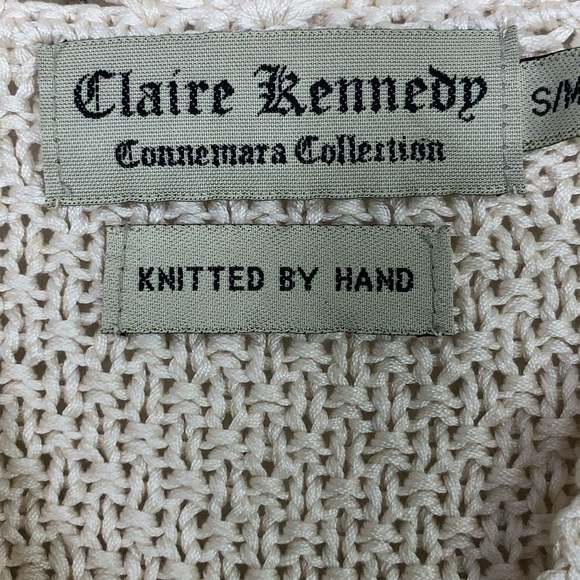 Claire Kennedy
Connemara Collection
S/M
KNITTED BY HAND